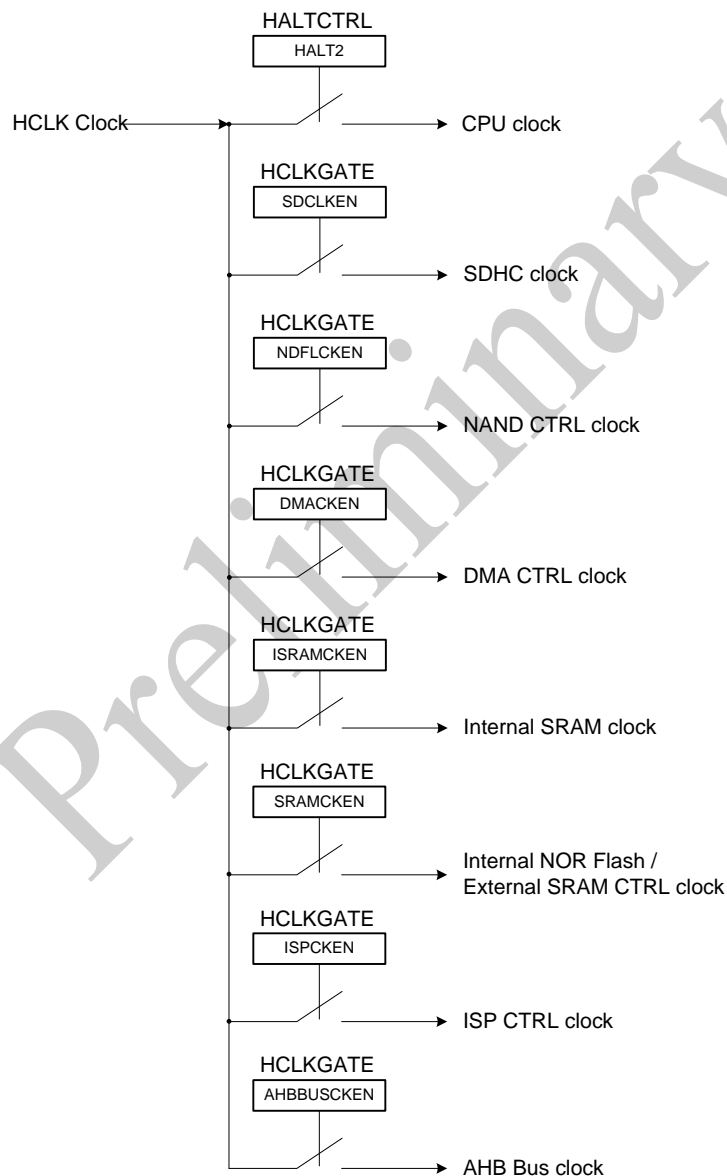 HALTCTRL
HALT2
HCLK Clock
CPU clock
HCLKGATE
SDCLKEN
SDHC clock
HCLKGATE
NDFLCKEN
NAND CTRL clock
HCLKGATE
DMACKEN
DMA CTRL clock
HCLKGATE
ISRAMCKEN
Internal SRAM clock
HCLKGATE
SRAMCKEN
Internal NOR Flash /
External SRAM CTRL clock
HCLKGATE
ISPCKEN
ISP CTRL clock
HCLKGATE
AHBBUSCKEN
AHB Bus clock
Preliminary